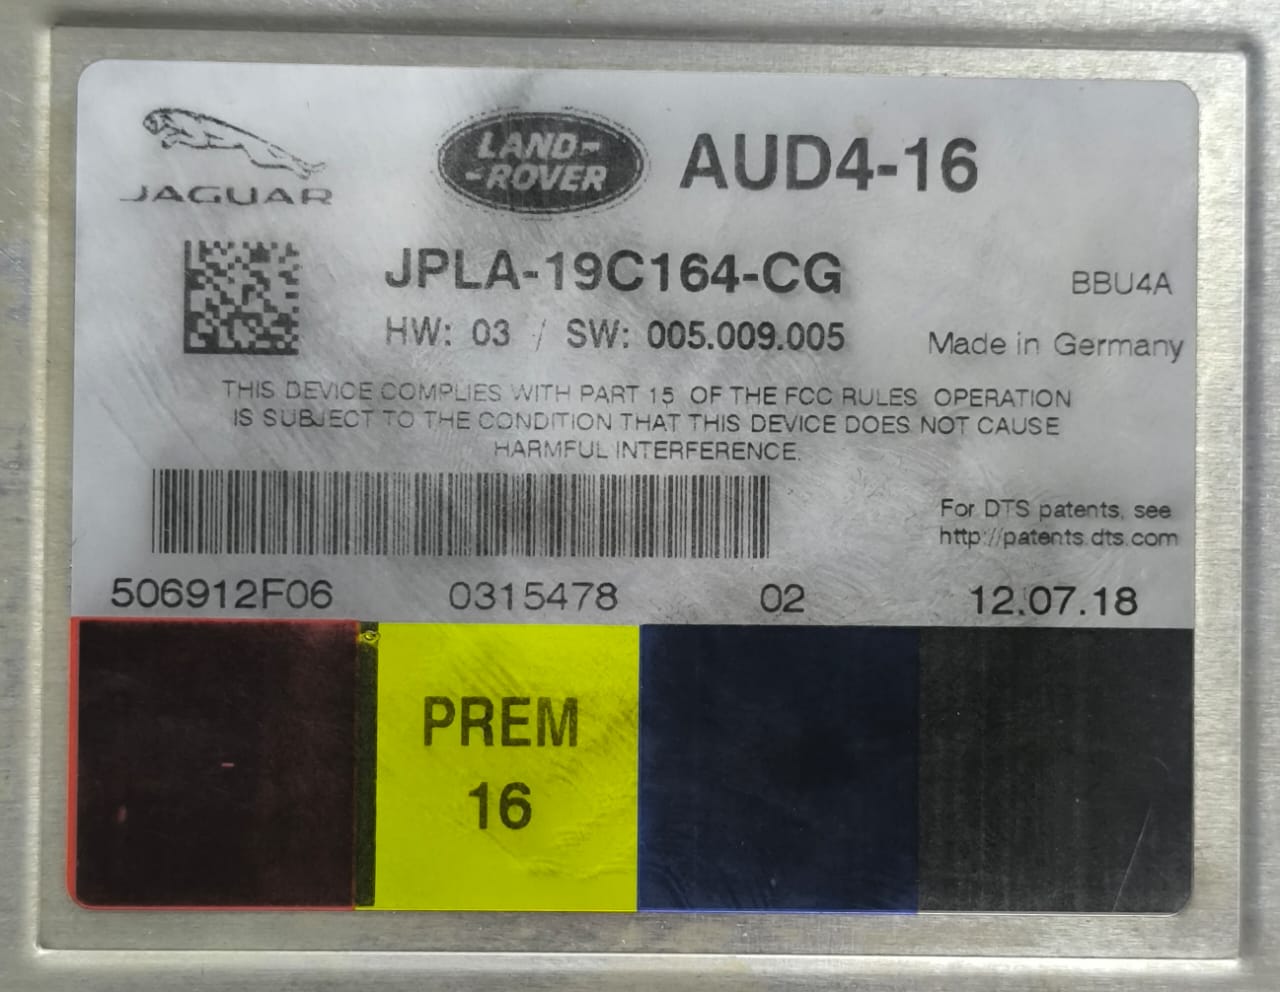 JAGUAR
LAND-
-ROVER
AUD4-16
JPLA-19C164-CG
BBU4A
HW: 03 / SW: 005.009.005
Made in Germany
THIS DEVICE COMPLIES WITH PART 15 OF THE FCC RULES OPERATION
IS SUBJECT TO THE CONDITION THAT THIS DEVICE DOES NOT CAUSE
HARMFUL INTERFERENCE.
For DTS patents, see
http://patents.dts.com
506912F06 0315478 02 12.07.18
PREM
16